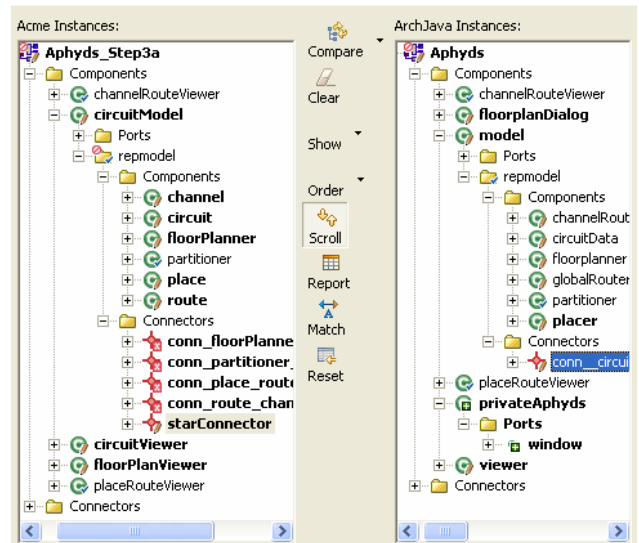 Acme Instances:
Aphyds_Step3a
Components
channelRouteViewer
circuitModel
Ports
repmodel
Components
channel
circuit
floorPlanner
partitioner
place
route
Connectors
conn_floorPlanne
conn_partitioner_
conn_place_route
conn_route_chan
starConnector
circuitViewer
floorPlanViewer
placeRouteViewer
Connectors
Compare
Clear
Show
Order
Scroll
Report
Match
Reset
ArchJava Instances:
Aphyds
Components
channelRouteViewer
floorplanDialog
model
Ports
repmodel
Components
channelRout
circuitData
floorplanner
globalRouter
partitioner
placer
Connectors
conn__circui
placeRouteViewer
privateAphyds
Ports
window
viewer
Connectors